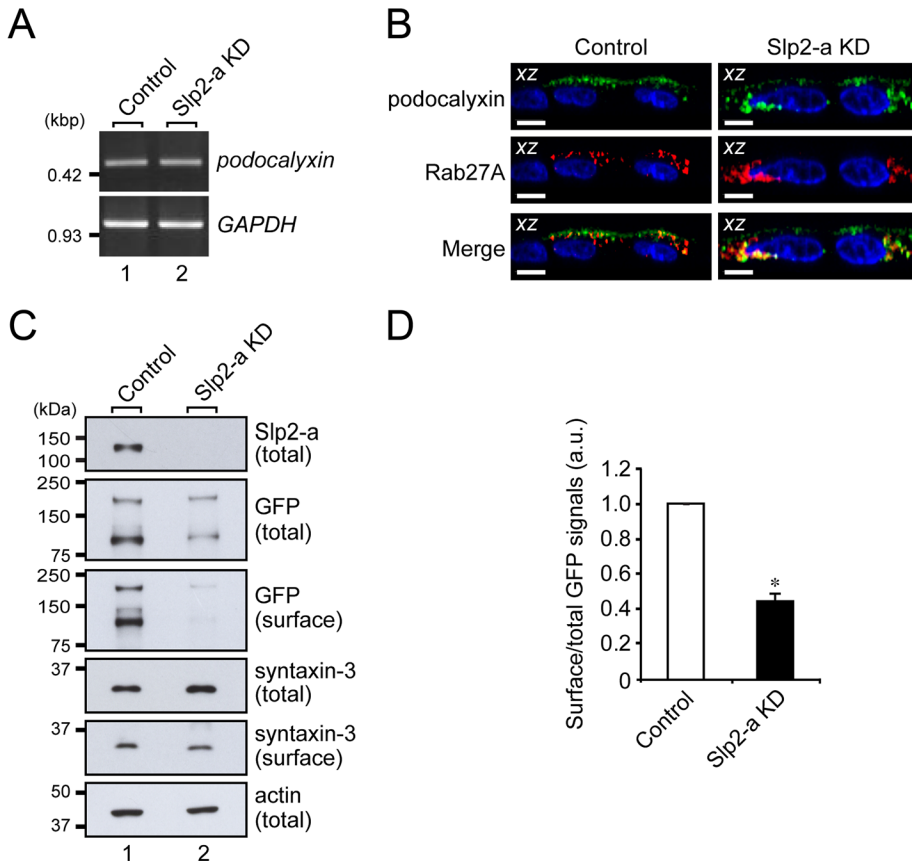 A
Control
Slp2-a KD
(kbp)
podocalyxin
0.42
GAPDH
0.93
1 2
B
Control Slp2-a KD
podocalyxin xz xz
Rab27A xz xz
Merge xz xz
C
Control
Slp2-a KD
(kDa)
150
100
Slp2-a
(total)
250
150
75
GFP
(total)
250
150
75
GFP
(surface)
37
syntaxin-3
(total)
37
syntaxin-3
(surface)
50
37
actin
(total)
1 2
D
Surface/total GFP signals (a.u.)
1.2
1.0
0.8
0.6
0.4
0.2
0
*
Control
Slp2-a KD